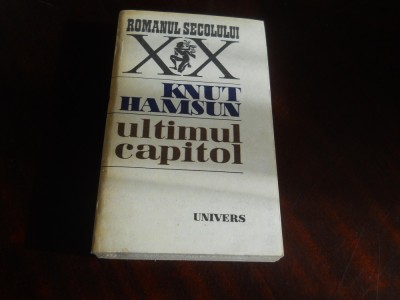 ROMANUL SECOLULUI
XX
KNUT
HAMSUN
ultimul
capitol
UNIVERS